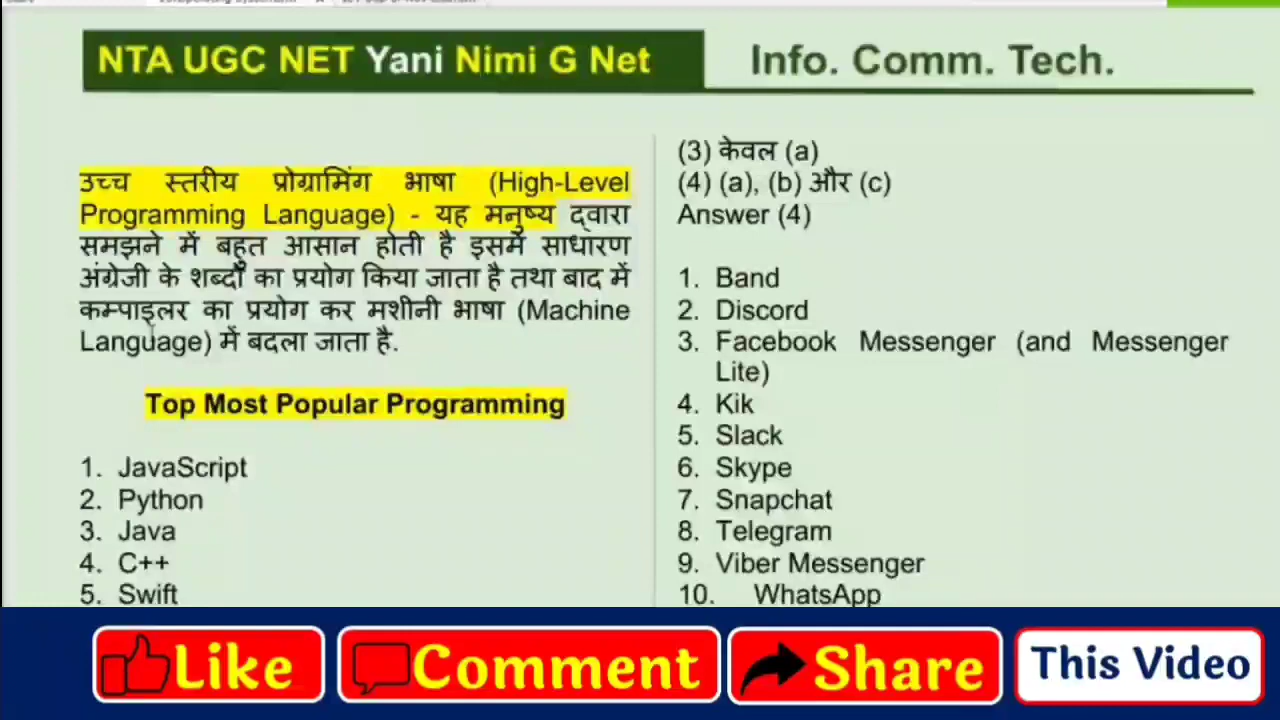 NTA UGC NET Yani Nimi G Net
Info. Comm. Tech.
उच्च स्तरीय प्रोग्रामिंग भाषा (High-Level
Programming Language) - यह मनुष्य द्वारा
समझने में बहुत आसान होती है इसमें साधारण
अंग्रेजी के शब्दों का प्रयोग किया जाता है तथा बाद में
कम्पाइलर का प्रयोग कर मशीनी भाषा (Machine
Language) में बदला जाता है.
Top Most Popular Programming
1. JavaScript
2. Python
3. Java
4. C++
5. Swift
(3) केवल (a)
(4) (a), (b) और (c)
Answer (4)
1. Band
2. Discord
3. Facebook Messenger (and Messenger
Lite)
4. Kik
5. Slack
6. Skype
7. Snapchat
8. Telegram
9. Viber Messenger
10. WhatsApp
Like
Comment
Share
This Video